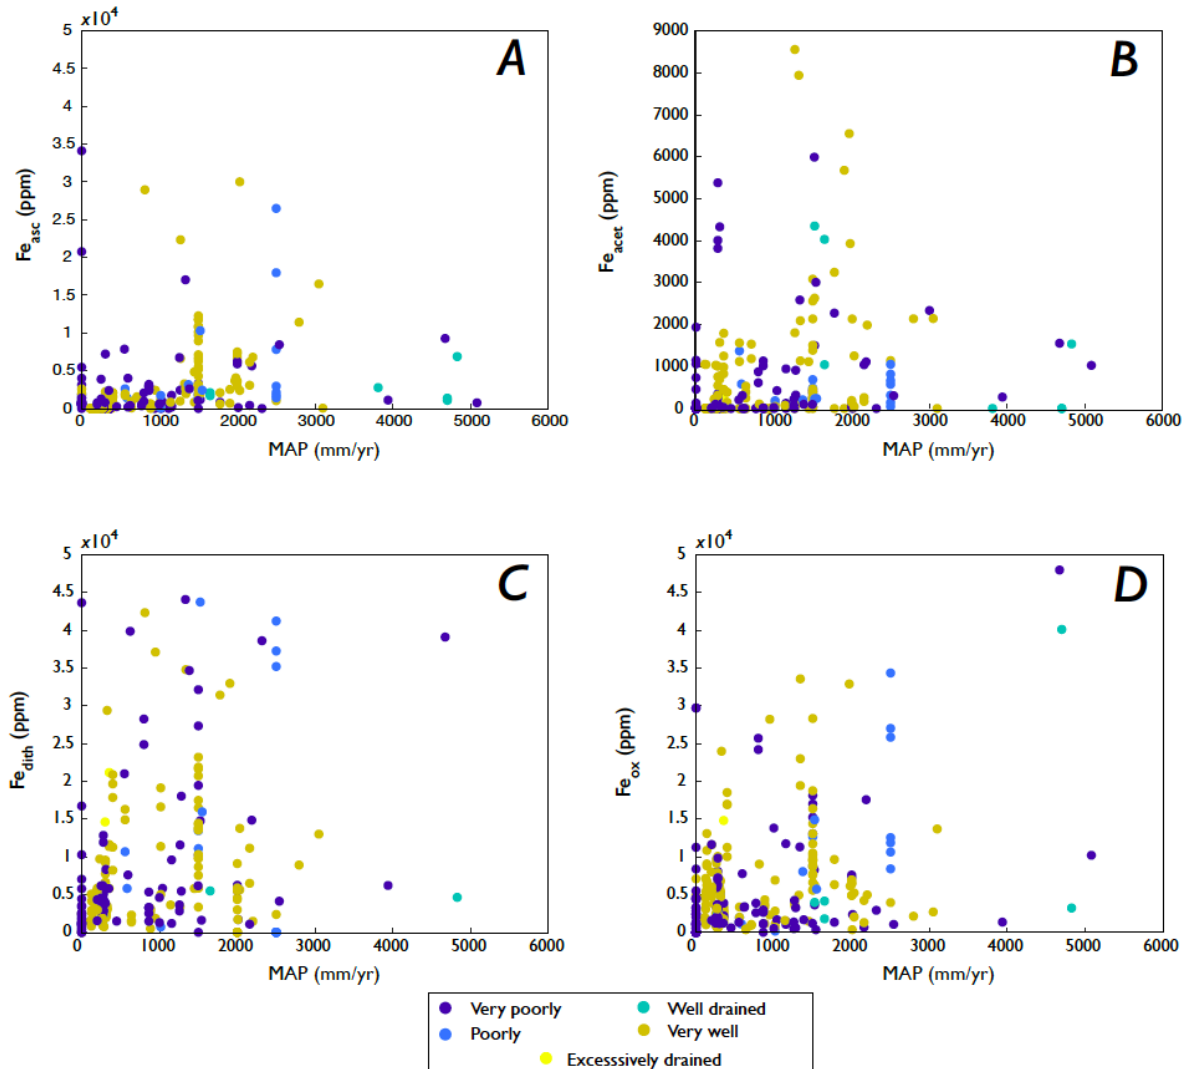 x10⁴
5
4.5
4
3.5
3
2.5
2
1.5
1
0.5
0
Fe_asc (ppm)
A
0 1000 2000 3000 4000 5000 6000
MAP (mm/yr)
9000
8000
7000
6000
5000
4000
3000
2000
1000
0
Fe_acet (ppm)
B
0 1000 2000 3000 4000 5000 6000
MAP (mm/yr)
x10⁴
5
4.5
4
3.5
3
2.5
2
1.5
1
0.5
0
Fe_dith (ppm)
C
0 1000 2000 3000 4000 5000 6000
MAP (mm/yr)
x10⁴
5
4.5
4
3.5
3
2.5
2
1.5
1
0.5
0
Fe_ox (ppm)
D
0 1000 2000 3000 4000 5000 6000
MAP (mm/yr)
Very poorly Well drained
Poorly Very well
Excesssively drained